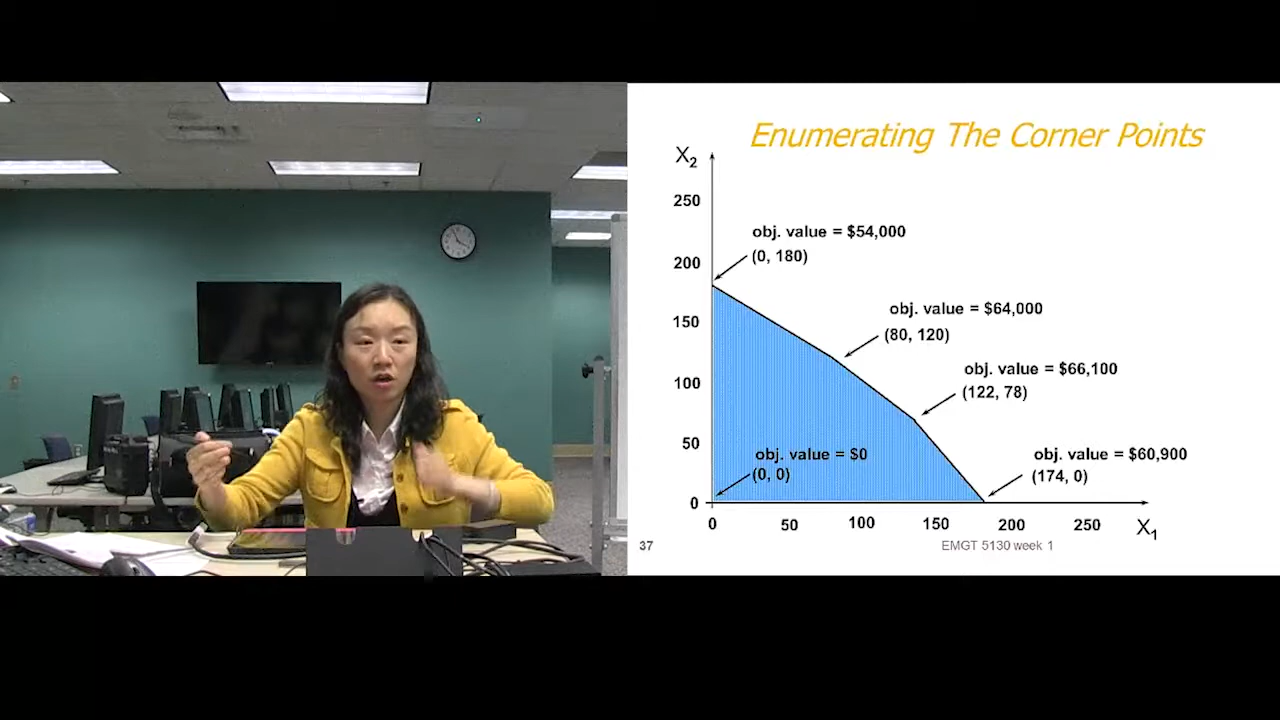 Enumerating The Corner Points
X2
250
200
150
100
50
0
obj. value = $54,000
(0, 180)
obj. value = $64,000
(80, 120)
obj. value = $66,100
(122, 78)
obj. value = $0
(0, 0)
obj. value = $60,900
(174, 0)
0 50 100 150 200 250
X1
37
EMGT 5130 week 1